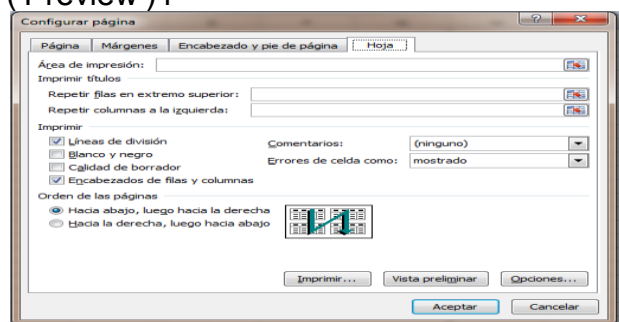 ( Preview ) .
Configurar página
Página Márgenes Encabezado y pie de página Hoja
Área de impresión:
Imprimir títulos
Repetir filas en extremo superior:
Repetir columnas a la izquierda:
Imprimir
Líneas de división Comentarios: (ninguno)
Blanco y negro Errores de celda como: mostrado
Calidad de borrador
Encabezados de filas y columnas
Orden de las páginas
Hacia abajo, luego hacia la derecha
Hacia la derecha, luego hacia abajo
Imprimir... Vista preliminar Opciones...
Aceptar Cancelar